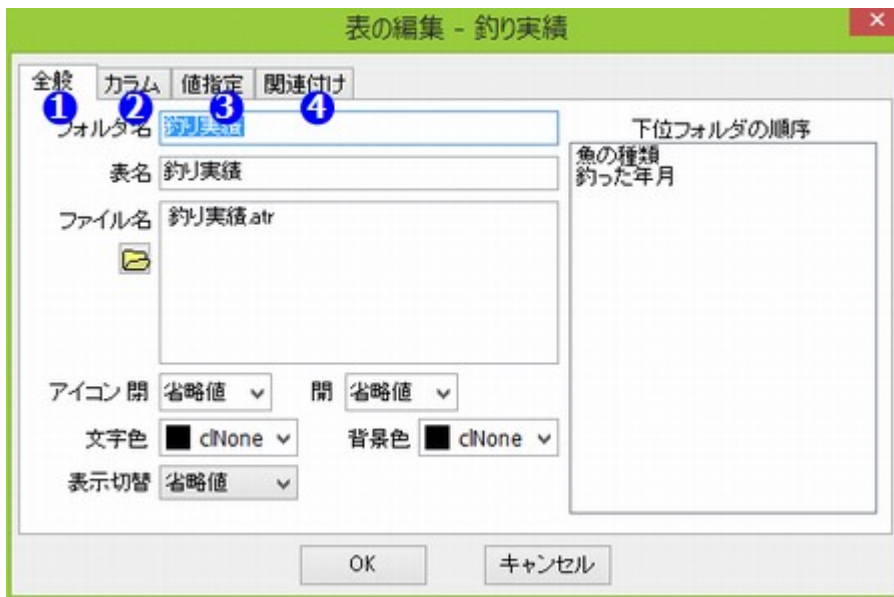 表の編集 - 釣り実績
全般 カラム 値指定 関連付け
1 2 3 4
フォルダ名 釣り実績
表名 釣り実績
ファイル名 釣り実績.atr
アイコン 閉 省略値 開 省略値
文字色 clNone 背景色 clNone
表示切替 省略値
下位フォルダの順序
魚の種類
釣った年月
OK キャンセル